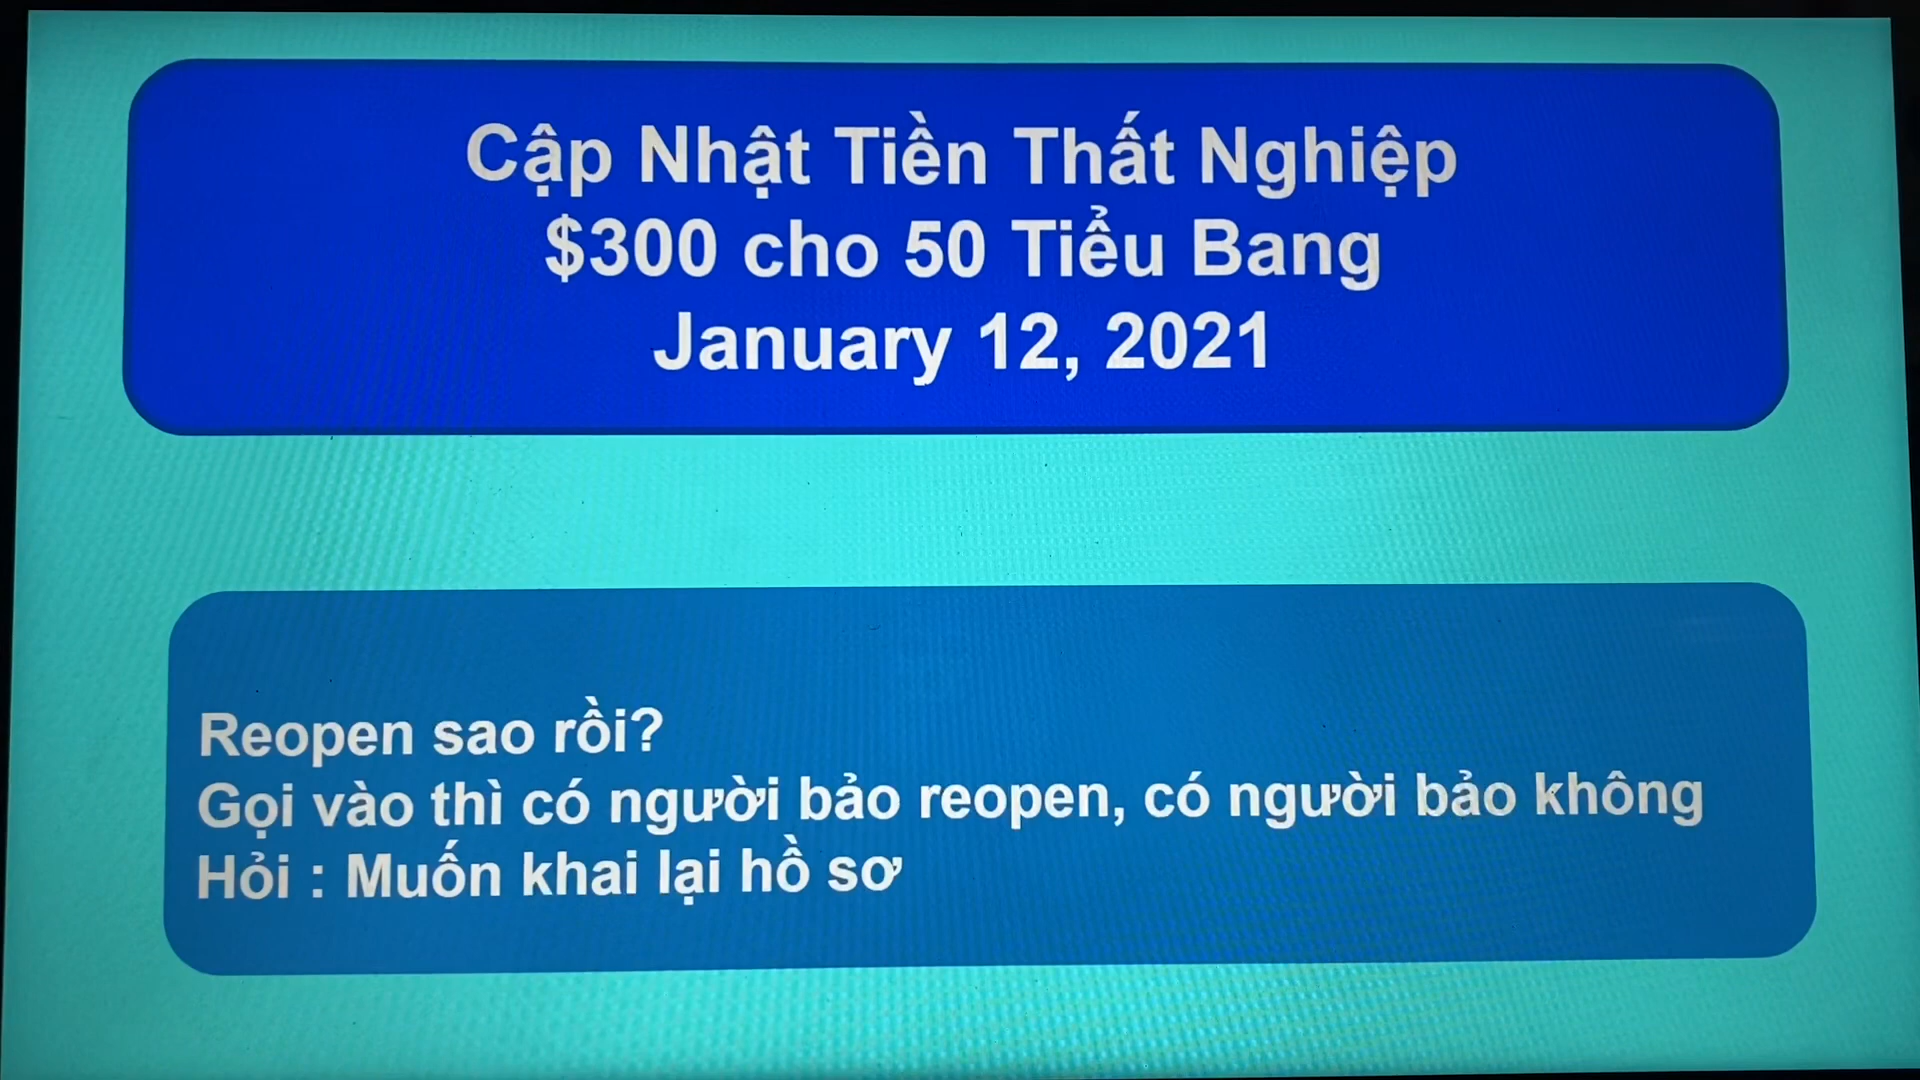 Cập Nhật Tiền Thất Nghiệp
$300 cho 50 Tiểu Bang
January 12, 2021
Reopen sao rồi?
Gọi vào thì có người bảo reopen, có người bảo không
Hỏi : Muốn khai lại hồ sơ